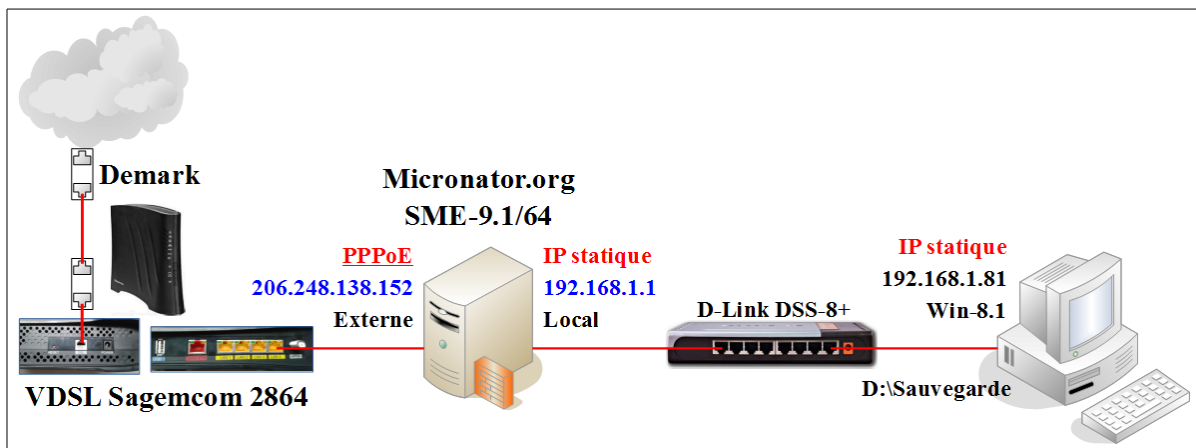 Demark
VDSL Sagemcom 2864
Micronator.org
SME-9.1/64
PPPoE
206.248.138.152
Externe
IP statique
192.168.1.1
Local
D-Link DSS-8+
IP statique
192.168.1.81
Win-8.1
D:\Sauvegarde